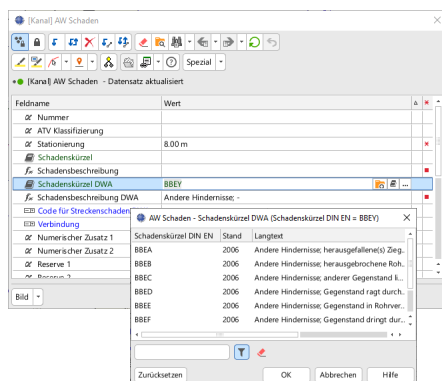 [Kanal] AW Schaden
Spezial
[Kanal] AW Schaden - Datensatz aktualisiert
Feldname Wert
Nummer
ATV Klassifizierung
Stationierung 8.00 m
Schadenskürzel
Schadensbeschreibung
Schadenskürzel DWA BBEY
Schadensbeschreibung DWA Andere Hindernisse; -
Code für Streckenschaden
Verbindung
Numerischer Zusatz 1
Numerischer Zusatz 2
Reserve 1
Reserve 2
Bild
AW Schaden - Schadenskürzel DWA (Schadenskürzel DIN EN = BBEY)
Schadenskürzel DIN EN Stand Langtext
BBEA 2006 Andere Hindernisse; herausgefallene(s) Zieg..
BBEB 2006 Andere Hindernisse; herausgebrochene Roh..
BBEC 2006 Andere Hindernisse; anderer Gegenstand li...
BBED 2006 Andere Hindernisse; Gegenstand ragt durch..
BBEE 2006 Andere Hindernisse; Gegenstand in Rohrver..
BBEF 2006 Andere Hindernisse; Gegenstand dringt dur..
Zurücksetzen OK Abbrechen Hilfe